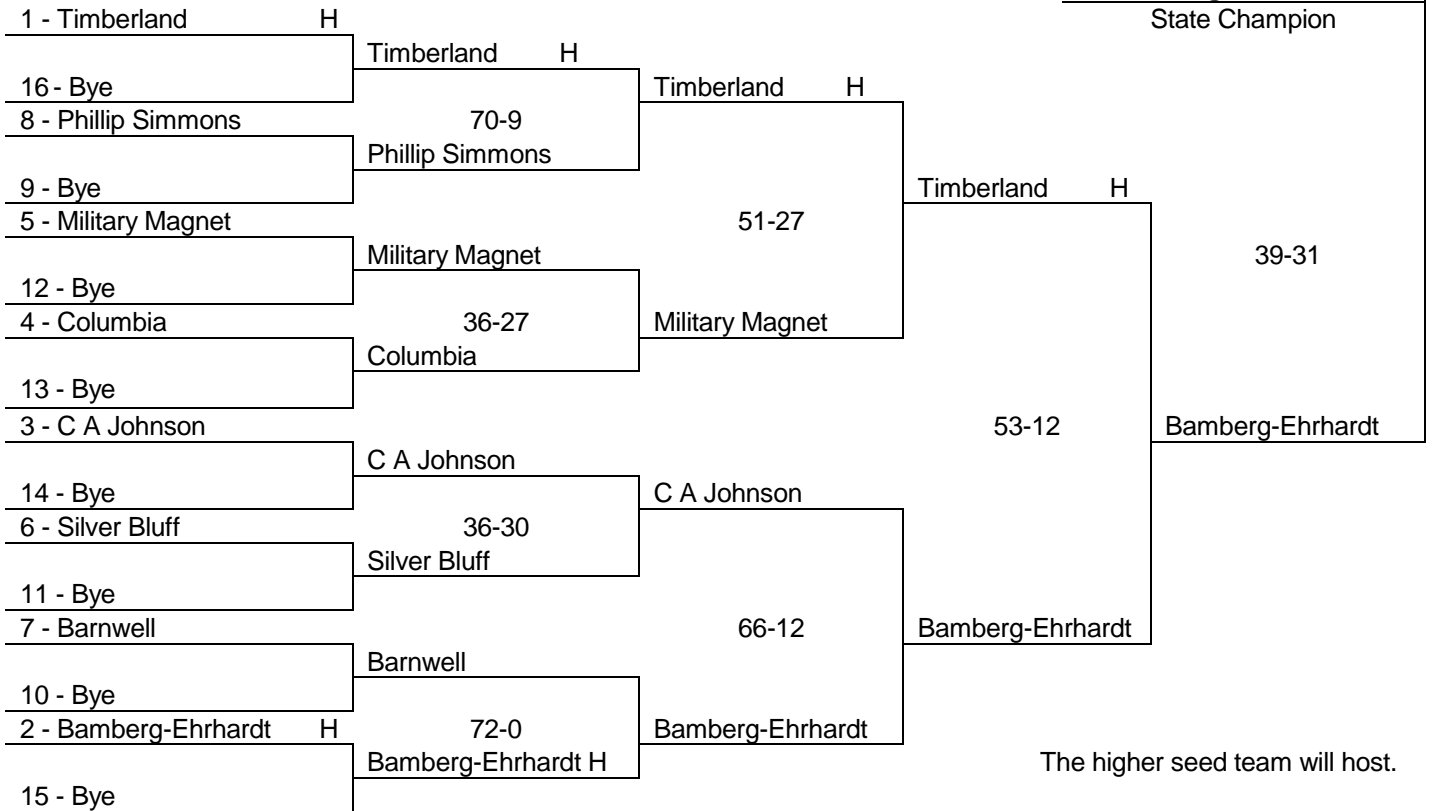 1 - Timberland H
State Champion
Timberland H
16 - Bye
Timberland H
8 - Phillip Simmons
70-9
Phillip Simmons
9 - Bye
Timberland H
5 - Military Magnet
51-27
Military Magnet
39-31
12 - Bye
4 - Columbia
36-27
Military Magnet
Columbia
13 - Bye
3 - C A Johnson
53-12
Bamberg-Ehrhardt
C A Johnson
14 - Bye
C A Johnson
6 - Silver Bluff
36-30
Silver Bluff
11 - Bye
7 - Barnwell
66-12
Bamberg-Ehrhardt
Barnwell
10 - Bye
2 - Bamberg-Ehrhardt H
72-0
Bamberg-Ehrhardt
Bamberg-Ehrhardt H
The higher seed team will host.
15 - Bye